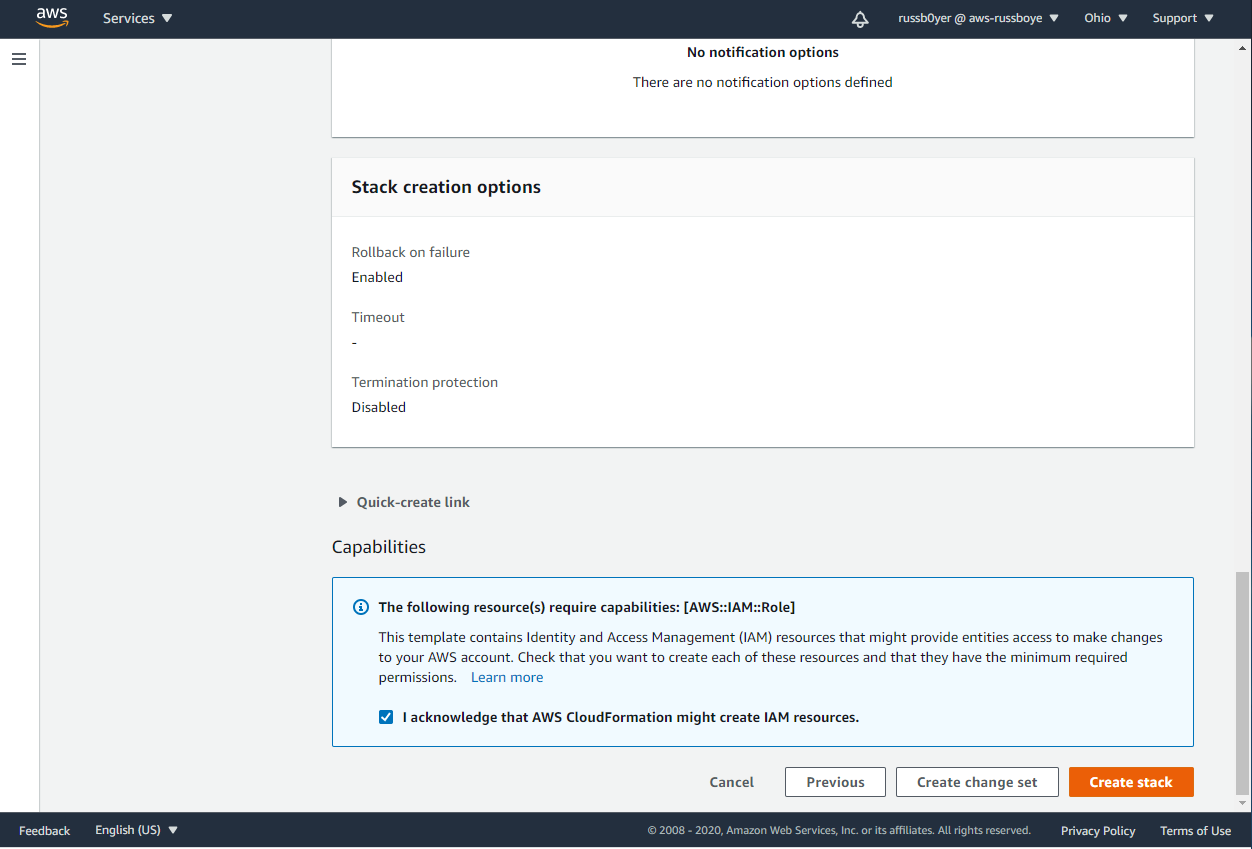 aws
Services
russb0yer @ aws-russboye
Ohio
Support
No notification options
There are no notification options defined
Stack creation options
Rollback on failure
Enabled
Timeout
-
Termination protection
Disabled
Quick-create link
Capabilities
The following resource(s) require capabilities: [AWS::IAM::Role]
This template contains Identity and Access Management (IAM) resources that might provide entities access to make changes
to your AWS account. Check that you want to create each of these resources and that they have the minimum required
permissions. Learn more
I acknowledge that AWS CloudFormation might create IAM resources.
Cancel
Previous
Create change set
Create stack
Feedback
English (US)
© 2008 - 2020, Amazon Web Services, Inc. or its affiliates. All rights reserved.
Privacy Policy
Terms of Use